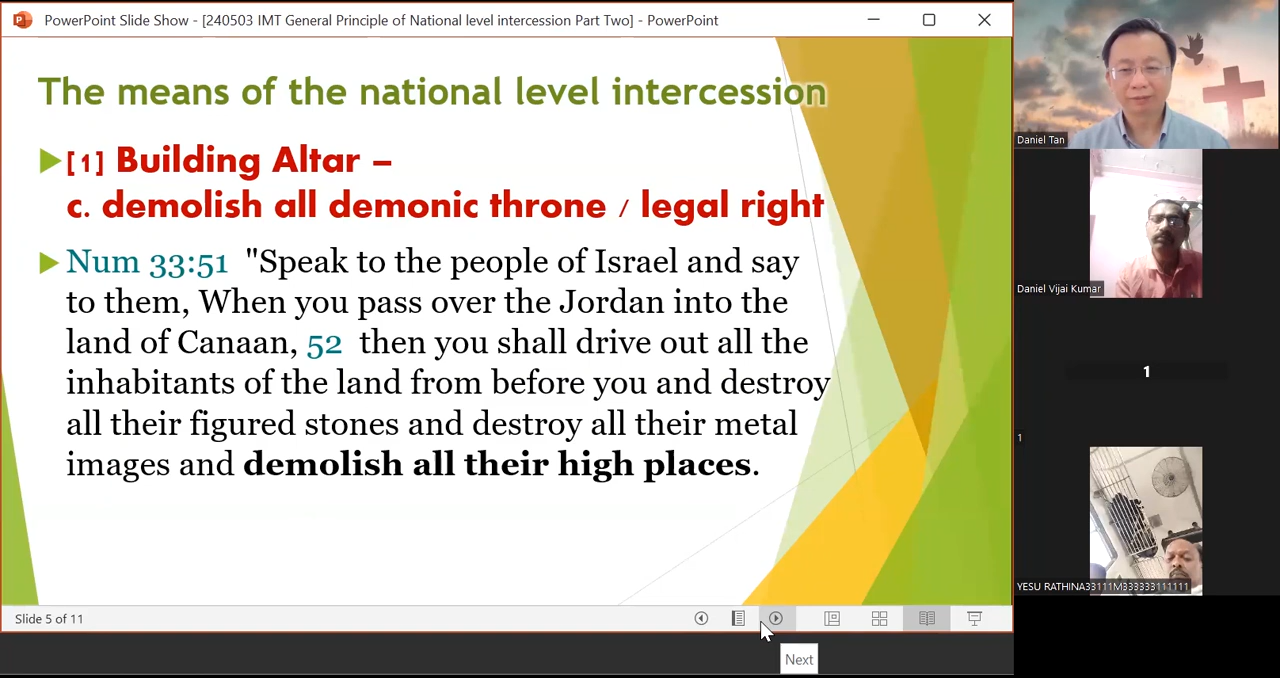 PowerPoint Slide Show - [240503 IMT General Principle of National level intercession Part Two] - PowerPoint
The means of the national level intercession
[1] Building Altar –
c. demolish all demonic throne / legal right
Num 33:51 "Speak to the people of Israel and say
to them, When you pass over the Jordan into the
land of Canaan, 52 then you shall drive out all the
inhabitants of the land from before you and destroy
all their figured stones and destroy all their metal
images and demolish all their high places.
Slide 5 of 11
Next
Daniel Tan
Daniel Vijai Kumar
1
1
YESU RATHINA33111M333333111111